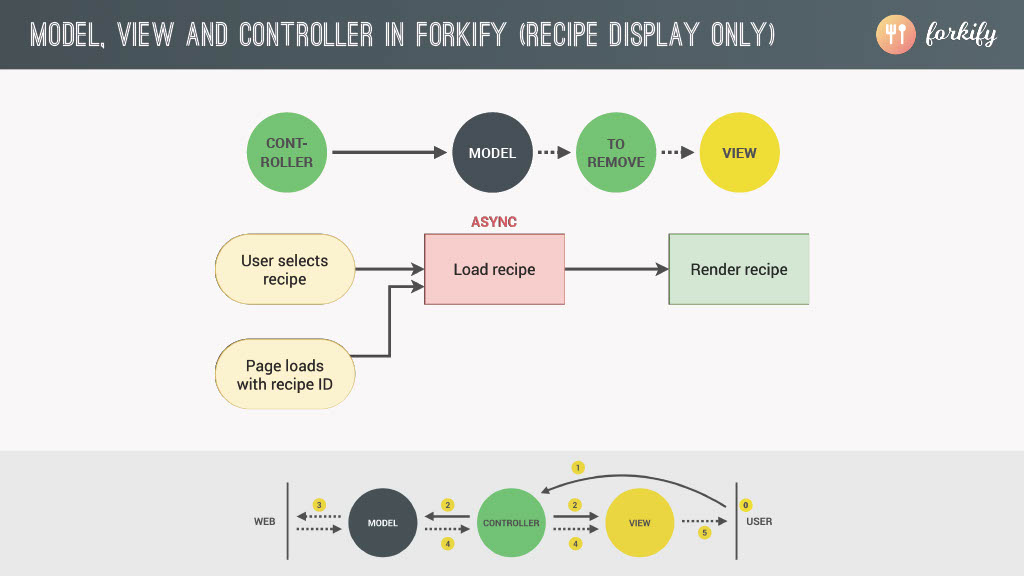 MODEL, VIEW AND CONTROLLER IN FORKIFY (RECIPE DISPLAY ONLY)
forkify
CONT-
ROLLER
MODEL
TO
REMOVE
VIEW
ASYNC
User selects
recipe
Load recipe
Render recipe
Page loads
with recipe ID
1
WEB
3
MODEL
2
4
CONTROLLER
2
4
VIEW
5
0
USER